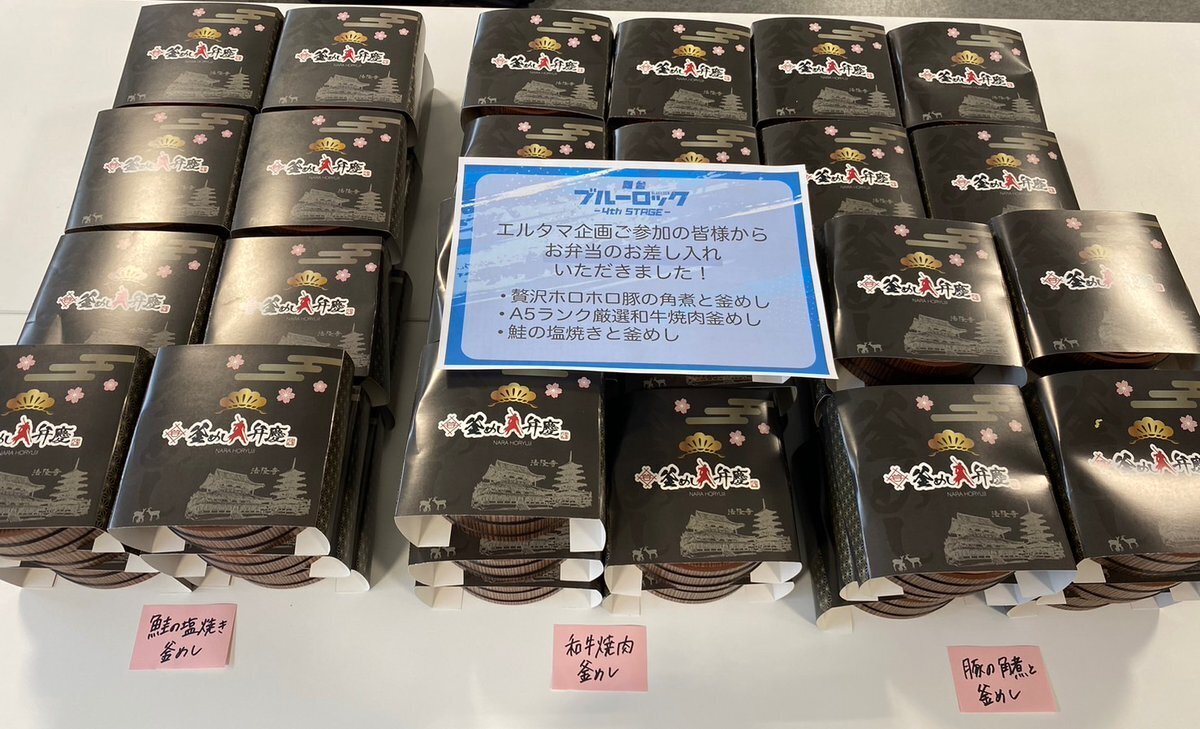 釜めし弁慶
NARA HORYUJI
法隆寺
舞台
ブルーロック
-4th STAGE-
エルタマ企画ご参加の皆様から
お弁当のお差し入れ
いただきました！
・贅沢ホロホロ豚の角煮と釜めし
・A5ランク厳選和牛焼肉釜めし
・鮭の塩焼きと釜めし
鮭の塩焼き
釜めし
和牛焼肉
釜めし
豚の角煮と
釜めし